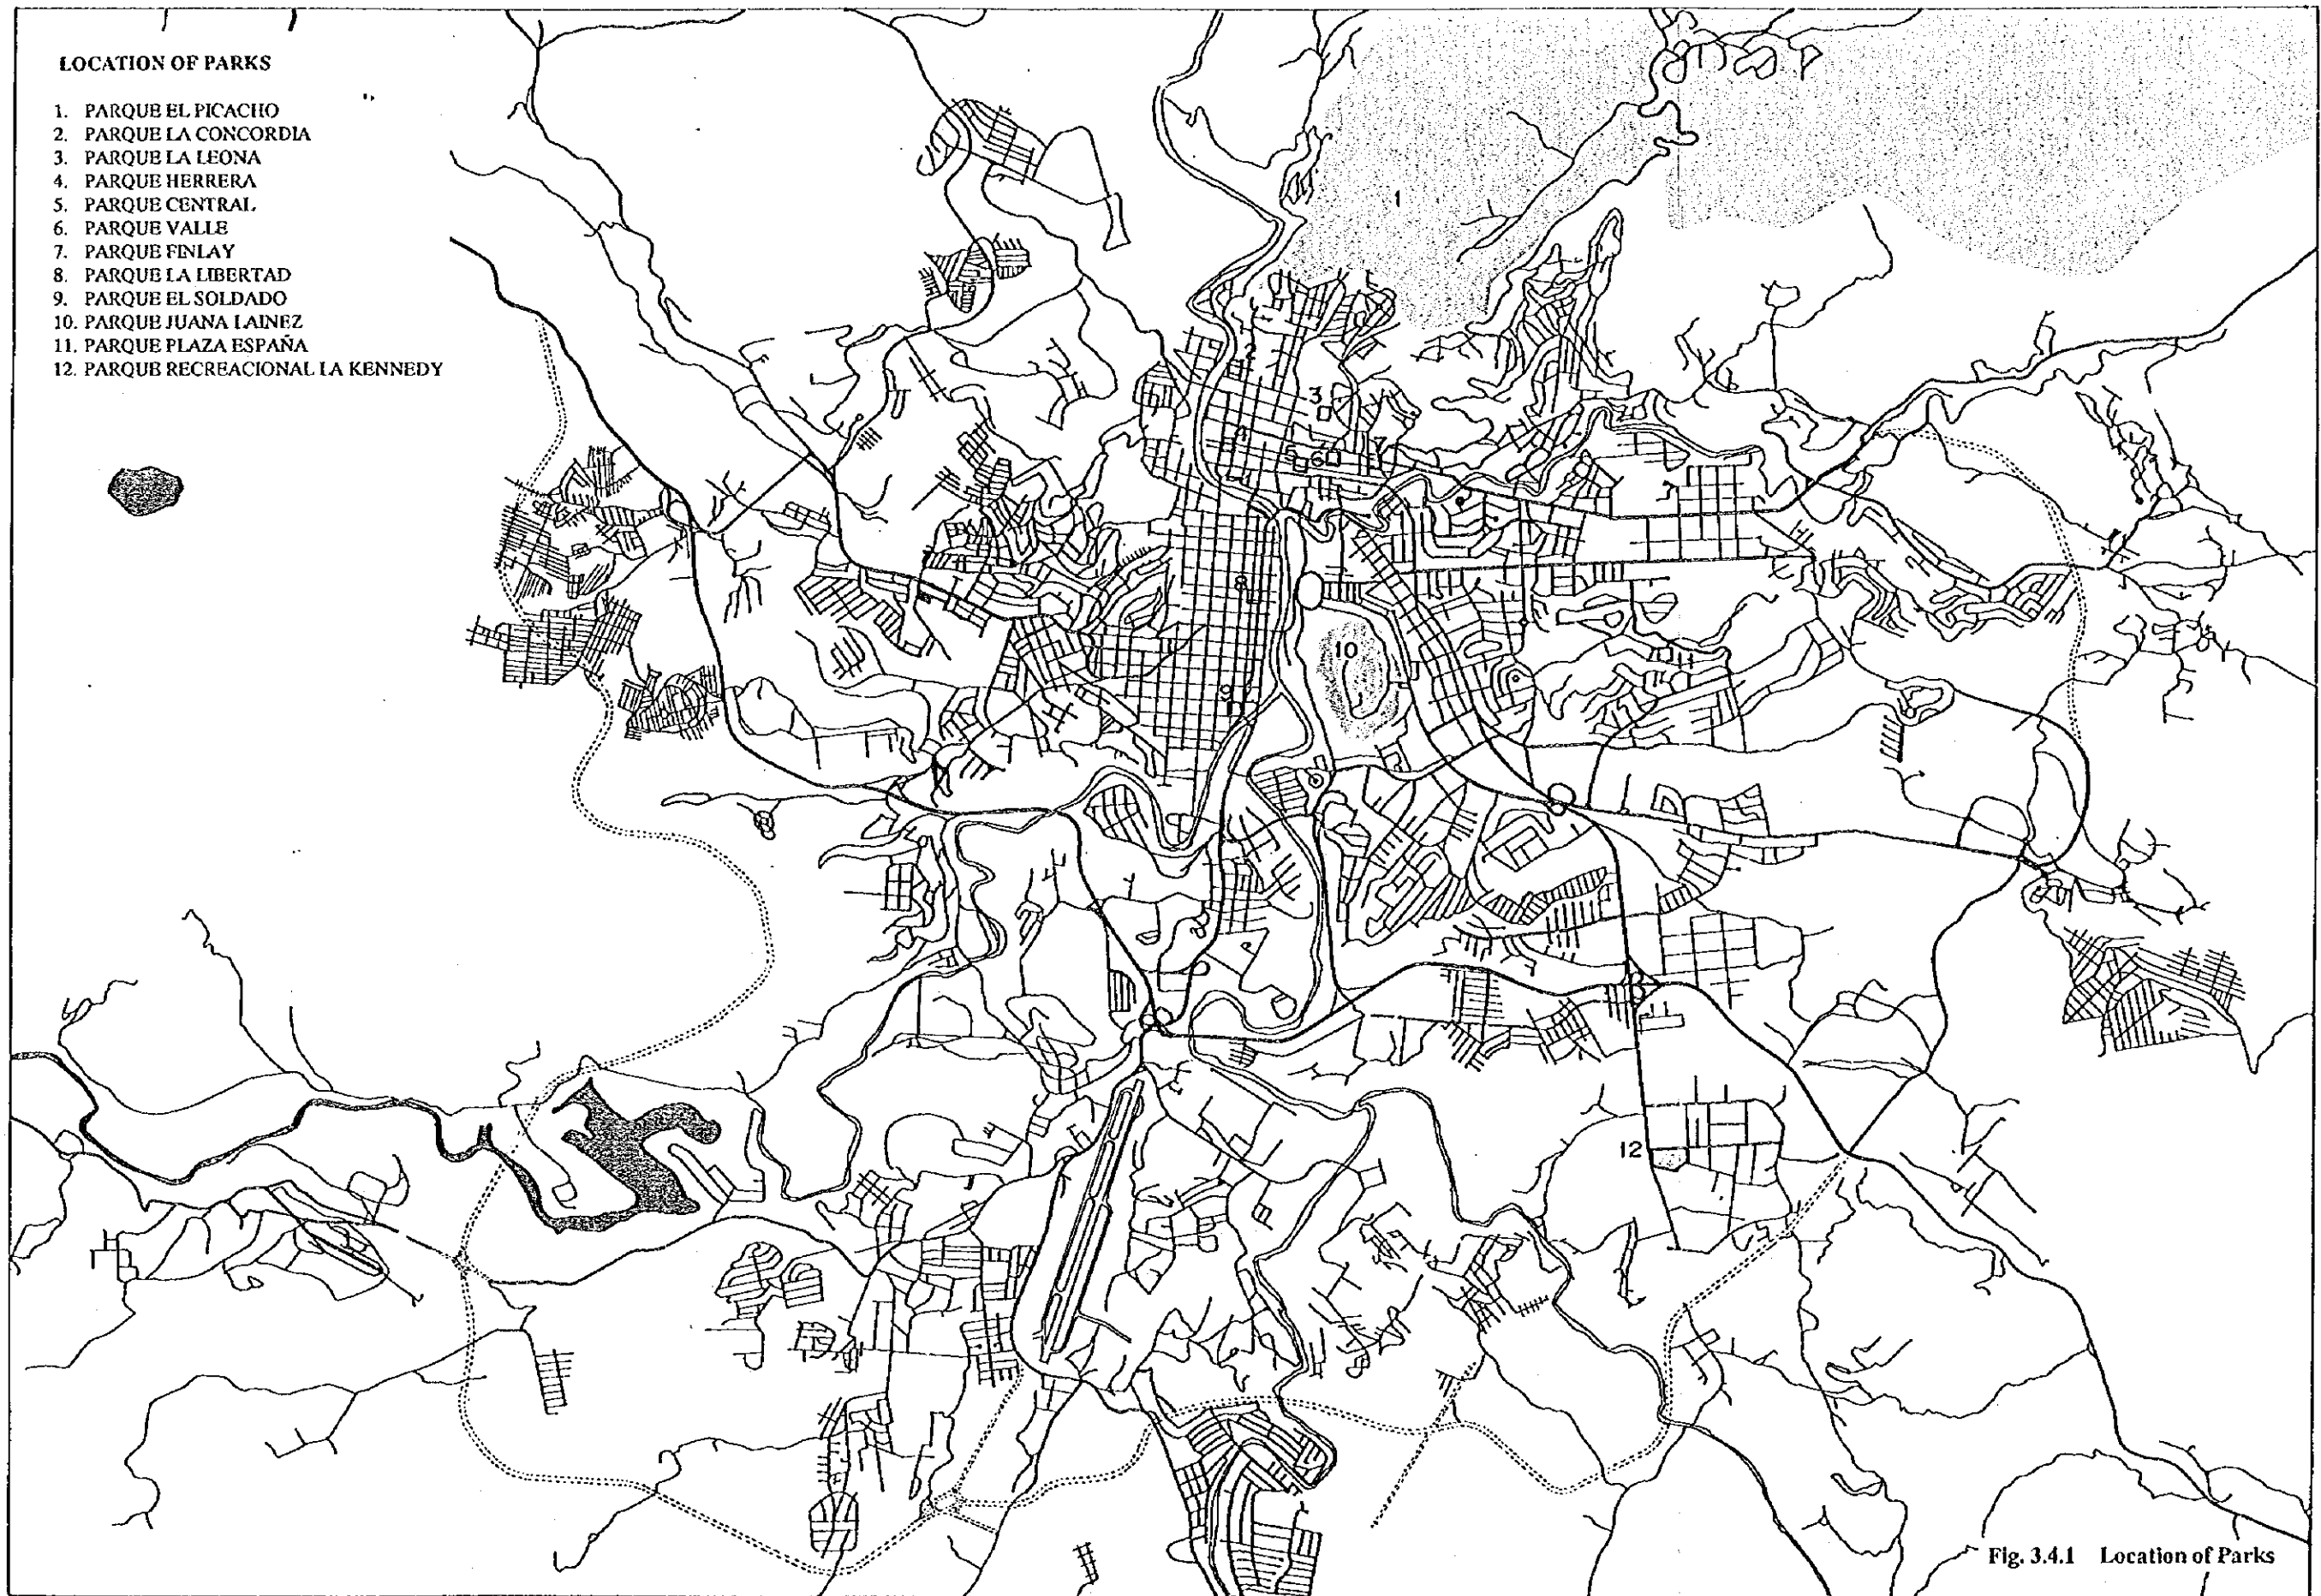 LOCATION OF PARKS
1. PARQUE EL PICACHO
2. PARQUE LA CONCORDIA
3. PARQUE LA LEONA
4. PARQUE HERRERA
5. PARQUE CENTRAL
6. PARQUE VALLE
7. PARQUE FINLAY
8. PARQUE LA LIBERTAD
9. PARQUE EL SOLDADO
10. PARQUE JUANA LAINEZ
11. PARQUE PLAZA ESPAÑA
12. PARQUE RECREACIONAL LA KENNEDY
1
2
3
4
5 6 7
8
10
11
9
12
Fig. 3.4.1 Location of Parks